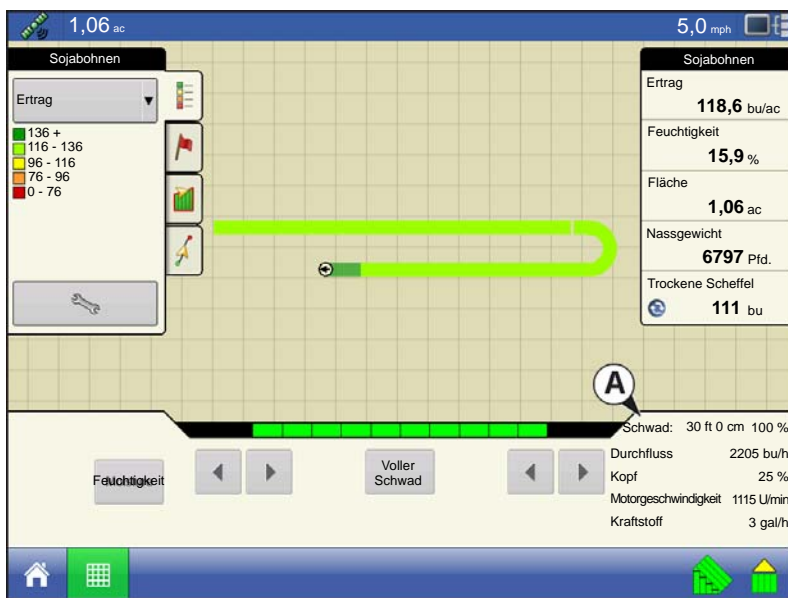 1,06 ac
5,0 mph
Sojabohnen
Ertrag
136 +
116 - 136
96 - 116
76 - 96
0 - 76
Sojabohnen
Ertrag
118,6 bu/ac
Feuchtigkeit
15,9 %
Fläche
1,06 ac
Nassgewicht
6797 Pfd.
Trockene Scheffel
111 bu
A
Schwad: 30 ft 0 cm 100 %
Durchfluss 2205 bu/h
Kopf 25 %
Motorgeschwindigkeit 1115 U/min
Kraftstoff 3 gal/h
Feuchtigkeit
Voller
Schwad